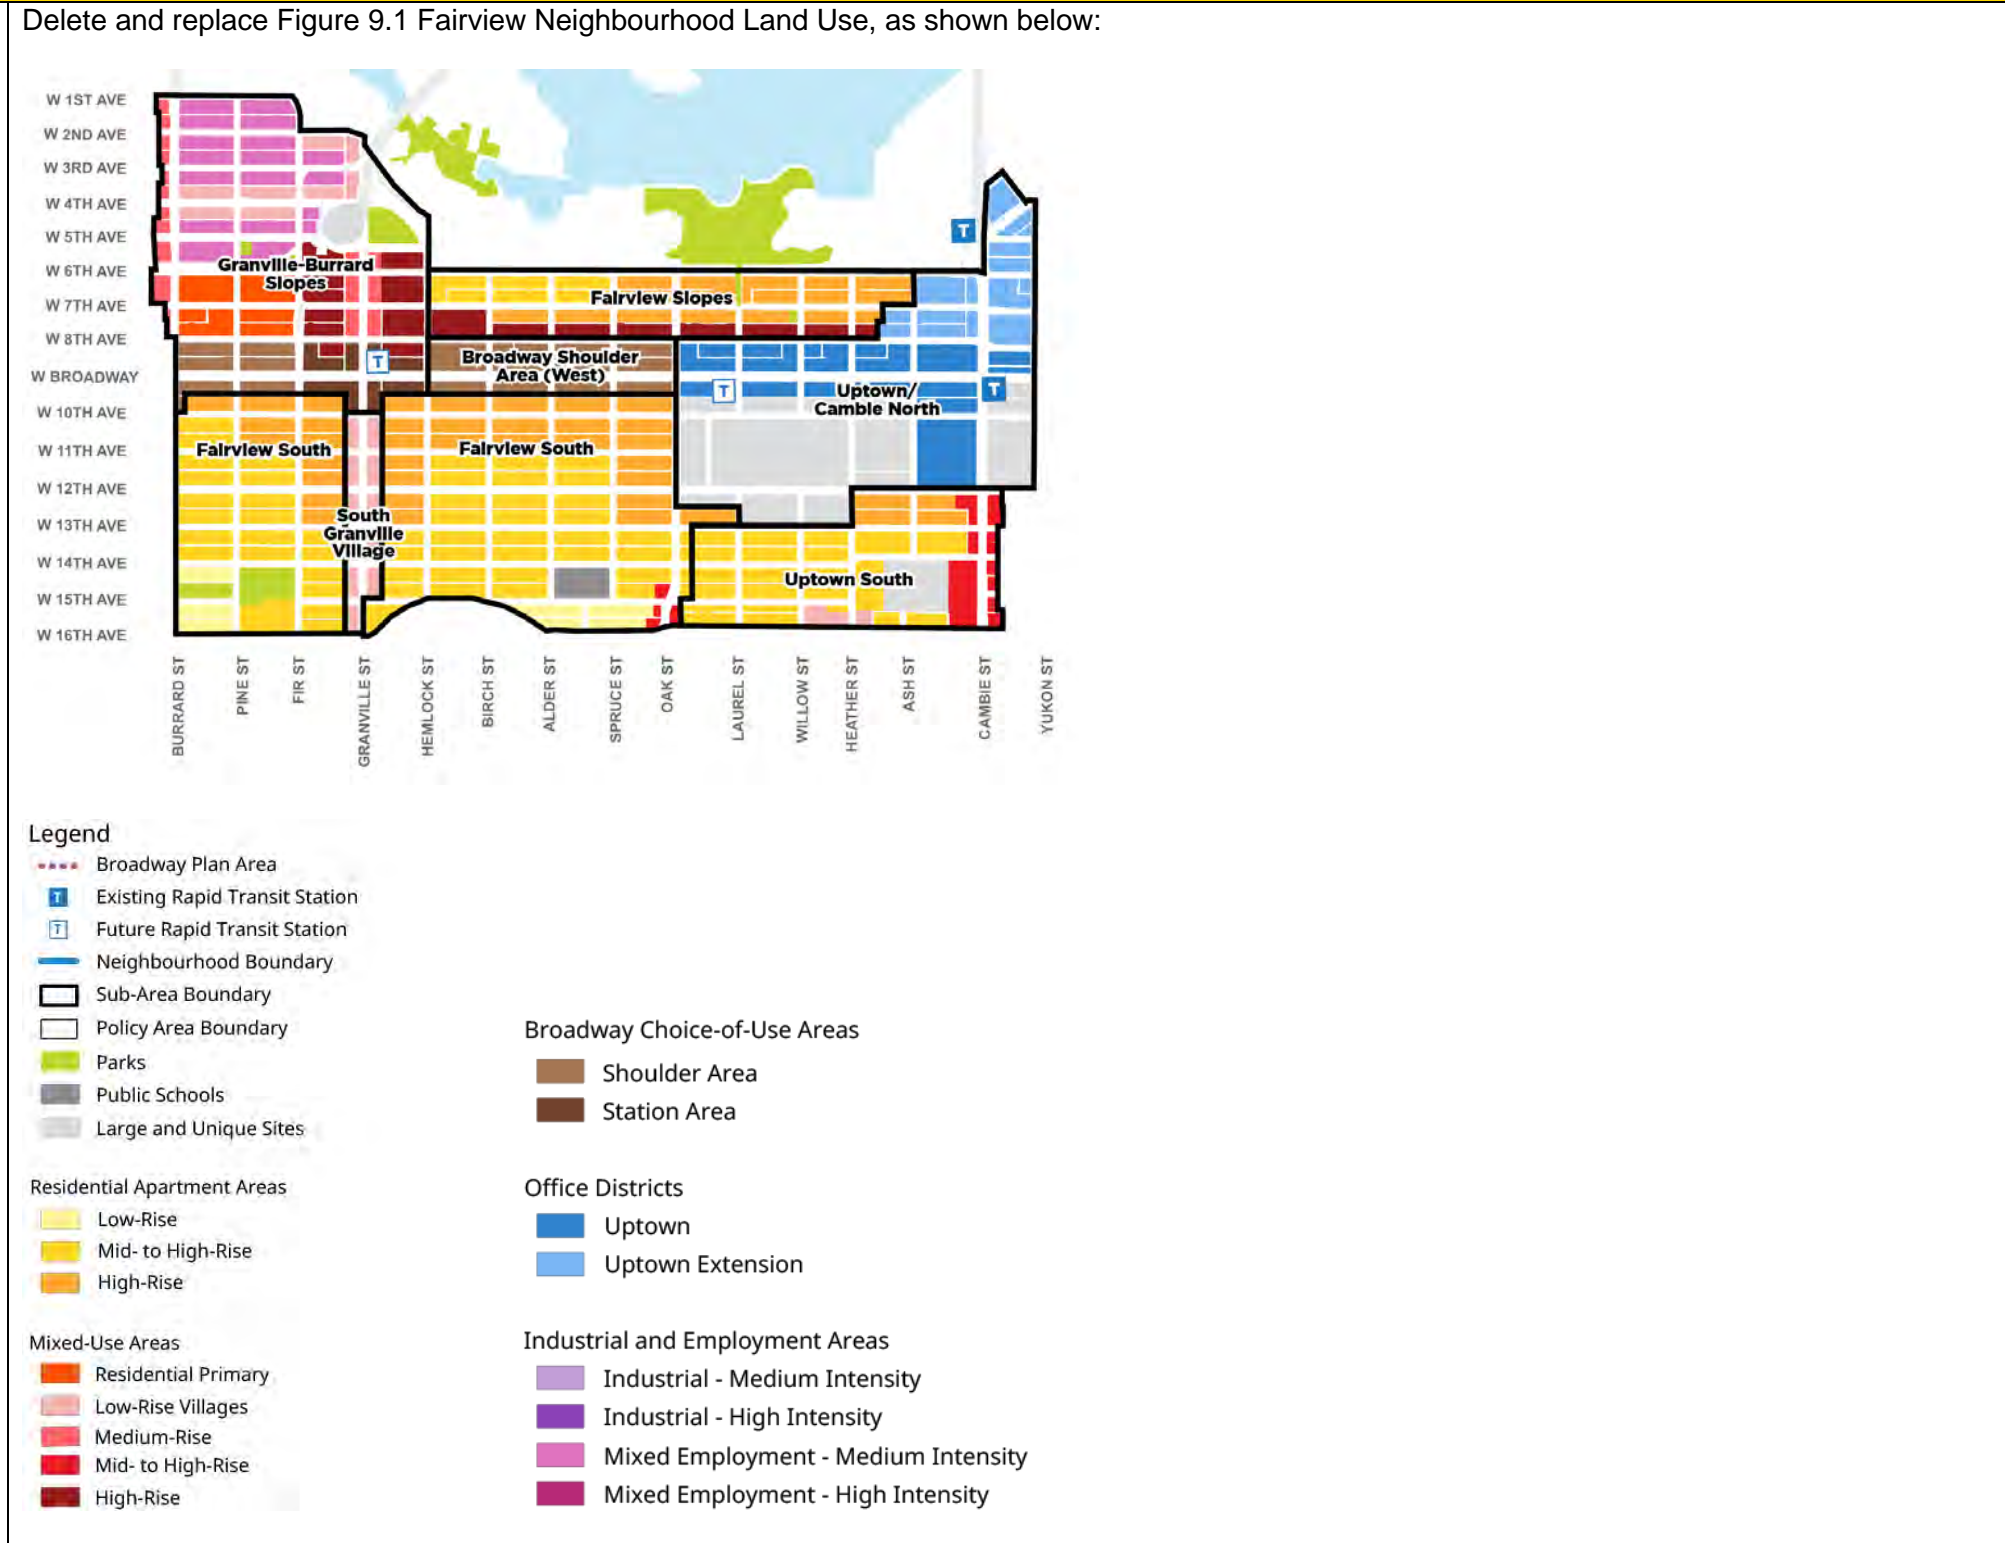 Delete and replace Figure 9.1 Fairview Neighbourhood Land Use, as shown below:
W 1ST AVE
W 2ND AVE
W 3RD AVE
W 4TH AVE
W 5TH AVE
W 6TH AVE
W 7TH AVE
W 8TH AVE
W BROADWAY
W 10TH AVE
W 11TH AVE
W 12TH AVE
W 13TH AVE
W 14TH AVE
W 15TH AVE
W 16TH AVE
T
Granville-Burrard
Slopes
Fairview Slopes
T
Broadway Shoulder
Area (West)
T
T
Uptown/
Cambie North
Fairview South
Fairview South
South
Granville
Village
Uptown South
BURRARD ST
PINE ST
FIR ST
GRANVILLE ST
HEMLOCK ST
BIRCH ST
ALDER ST
SPRUCE ST
OAK ST
LAUREL ST
WILLOW ST
HEATHER ST
ASH ST
CAMBIE ST
YUKON ST
Legend
Broadway Plan Area
T Existing Rapid Transit Station
T Future Rapid Transit Station
Neighbourhood Boundary
Sub-Area Boundary
Policy Area Boundary
Parks
Public Schools
Large and Unique Sites
Residential Apartment Areas
Low-Rise
Mid- to High-Rise
High-Rise
Mixed-Use Areas
Residential Primary
Low-Rise Villages
Medium-Rise
Mid- to High-Rise
High-Rise
Broadway Choice-of-Use Areas
Shoulder Area
Station Area
Office Districts
Uptown
Uptown Extension
Industrial and Employment Areas
Industrial - Medium Intensity
Industrial - High Intensity
Mixed Employment - Medium Intensity
Mixed Employment - High Intensity